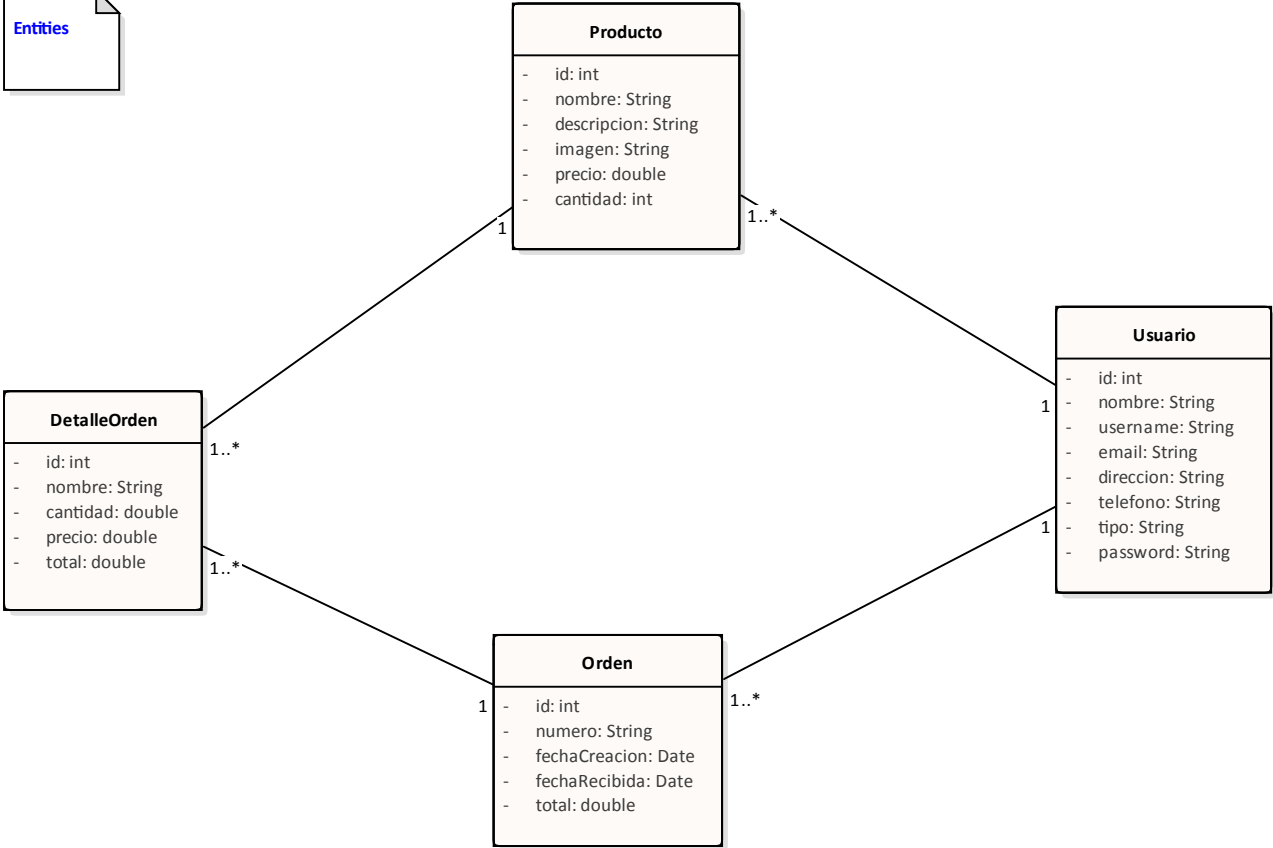 Entities
Producto
- id: int
- nombre: String
- descripcion: String
- imagen: String
- precio: double
- cantidad: int
1
1..*
Usuario
- id: int
- nombre: String
- username: String
- email: String
- direccion: String
- telefono: String
- tipo: String
- password: String
1
1
DetalleOrden
- id: int
- nombre: String
- cantidad: double
- precio: double
- total: double
1..*
1..*
Orden
- id: int
- numero: String
- fechaCreacion: Date
- fechaRecibida: Date
- total: double
1
1..*